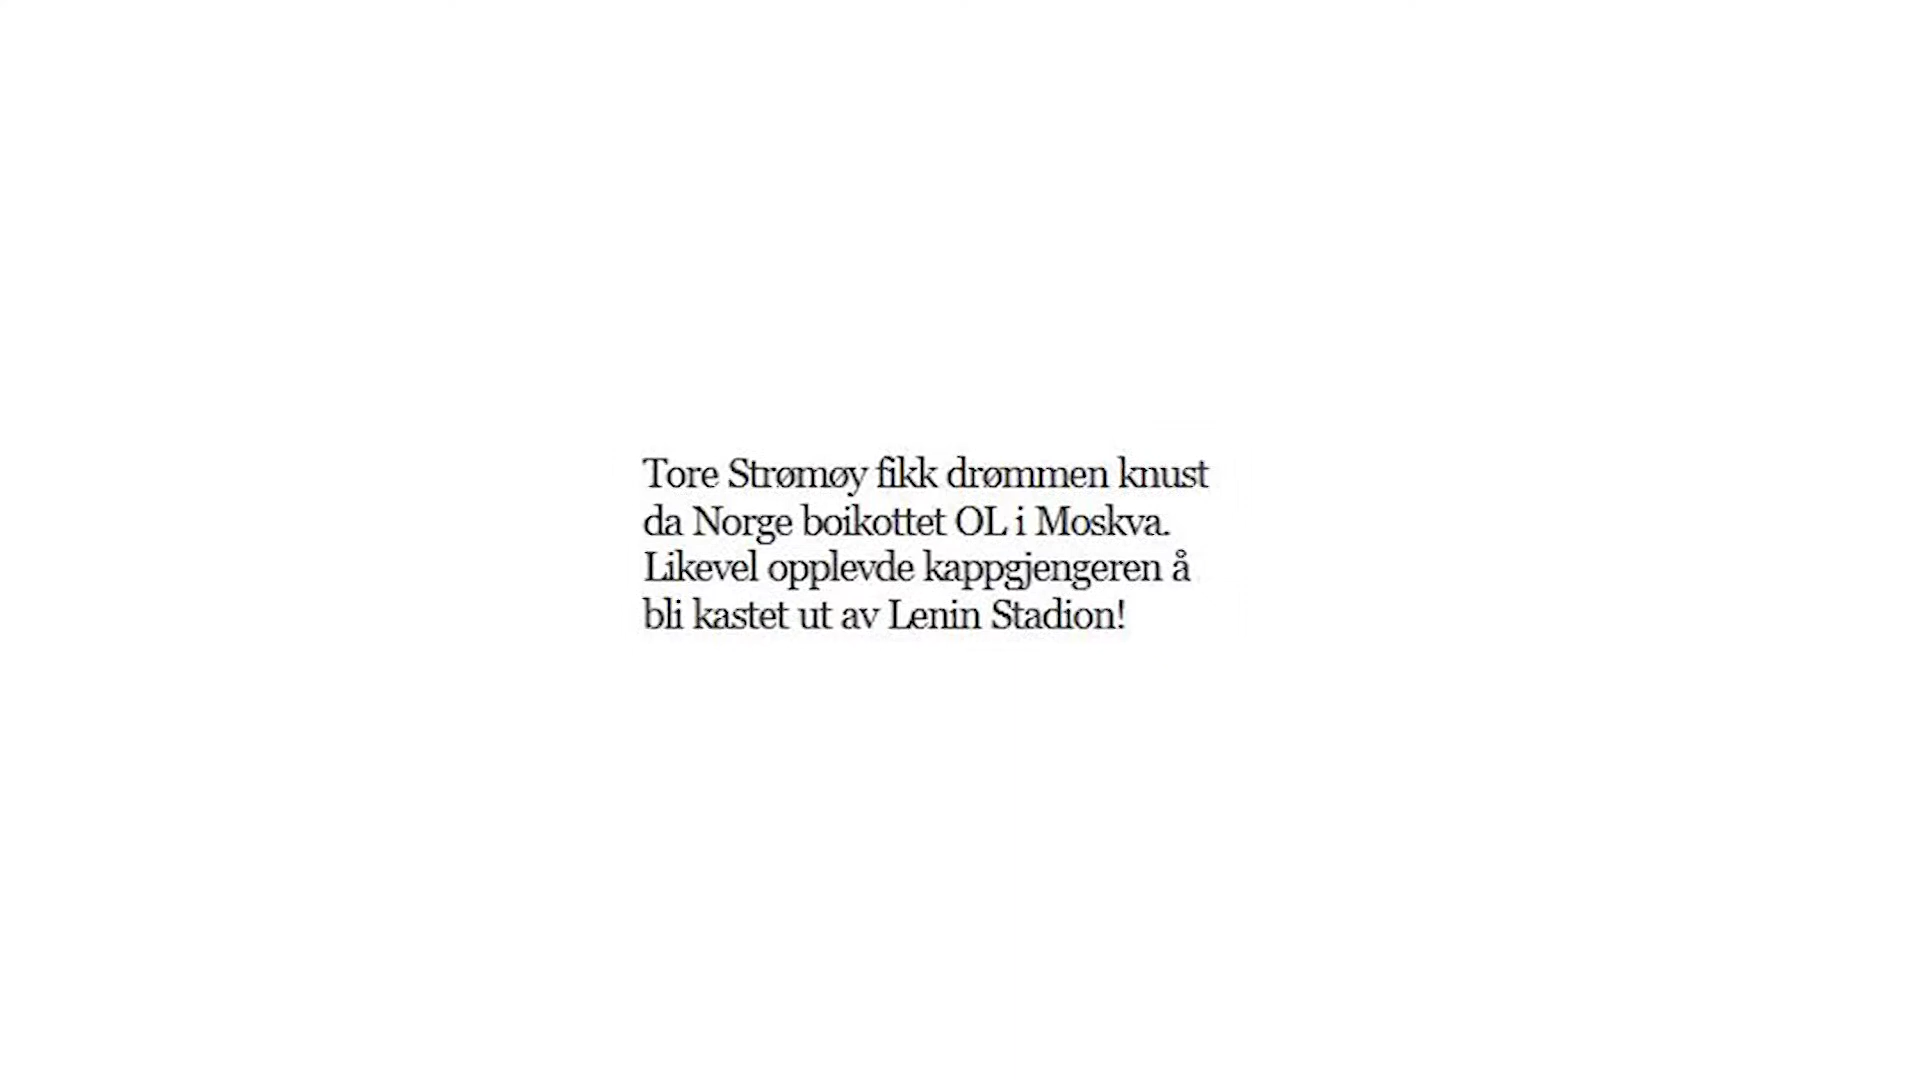 Tore Strømøy fikk drømmen knust
da Norge boikottet OL i Moskva.
Likevel opplevde kappgjengeren å
bli kastet ut av Lenin Stadion!